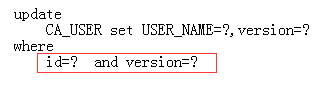 update
CA_USER set USER_NAME=?,version=?
where
id=? and version=?